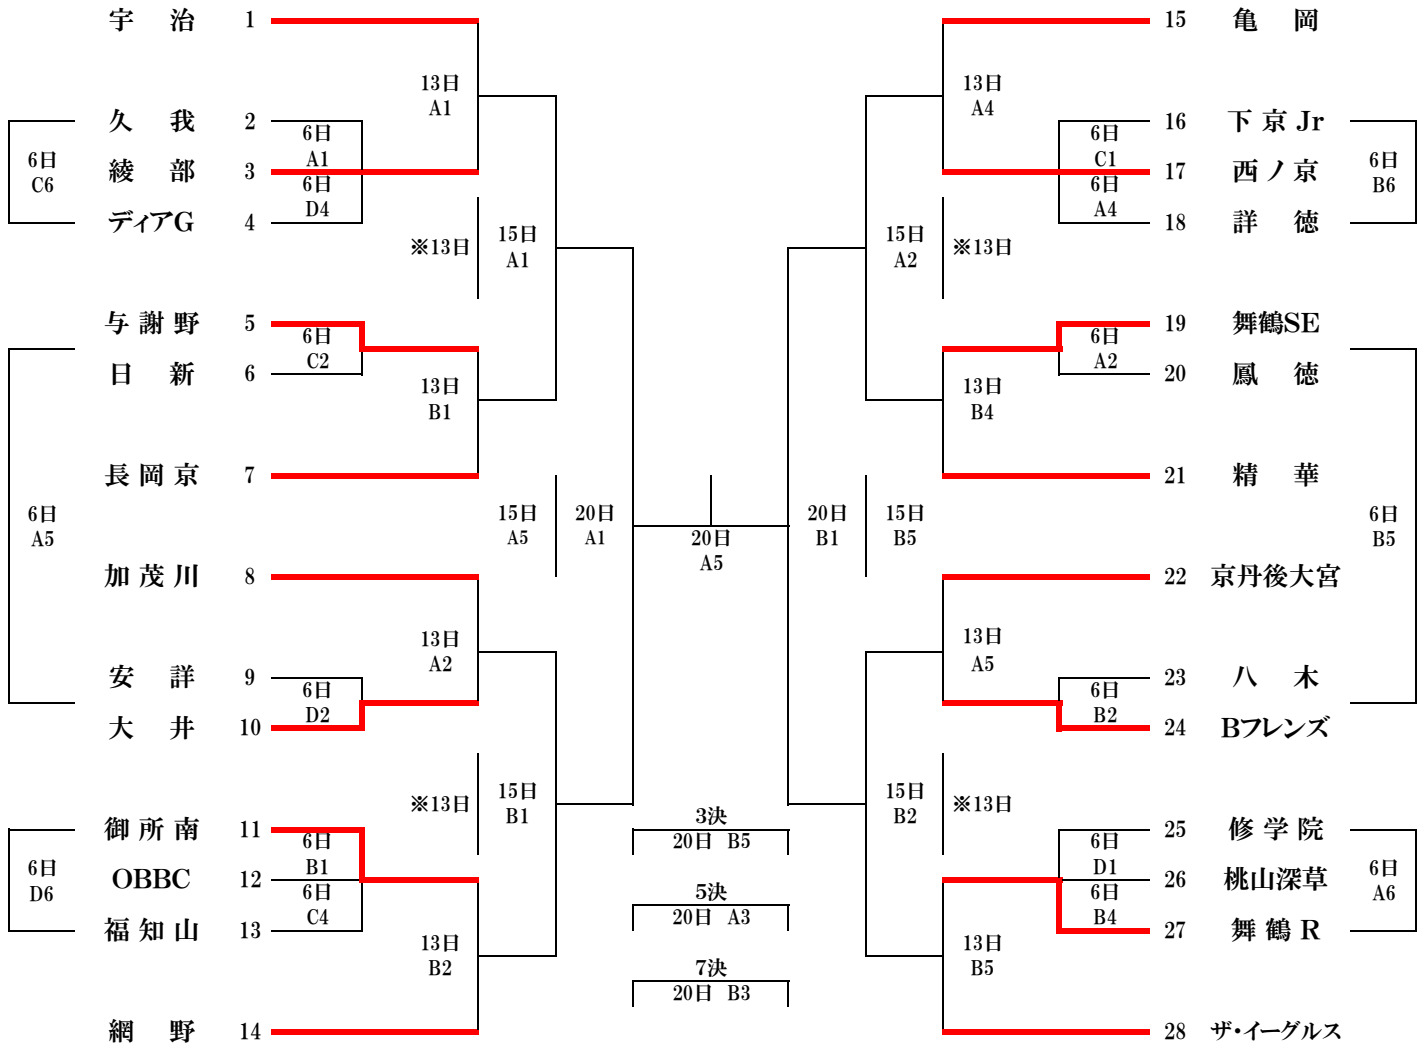 宇 治 1
13日
A1
久 我 2
6日
A1
6日
C6
綾 部 3
6日
D4
ディアG 4
※13日
15日
A1
与 謝 野 5
6日
C2
日 新 6
13日
B1
長 岡 京 7
6日
A5
15日
A5
20日
A1
加 茂 川 8
13日
A2
安 詳 9
6日
D2
大 井 10
※13日
15日
B1
御 所 南 11
6日
B1
6日
D6
OBBC 12
6日
C4
福 知 山 13
13日
B2
網 野 14
20日
A5
3決
20日 B5
5決
20日 A3
7決
20日 B3
15 亀 岡
13日
A4
16 下 京 Jr
6日
C1
6日
B6
17 西 ノ 京
6日
A4
18 詳 徳
15日
A2
※13日
19 舞鶴SE
6日
A2
20 鳳 徳
13日
B4
21 精 華
20日
B1
15日
B5
6日
B5
22 京丹後大宮
13日
A5
23 八 木
6日
B2
24 Bフレンズ
15日
B2
※13日
25 修 学 院
6日
D1
26 桃山深草
6日
B4
6日
A6
27 舞 鶴 R
13日
B5
28 ザ・イーグルス